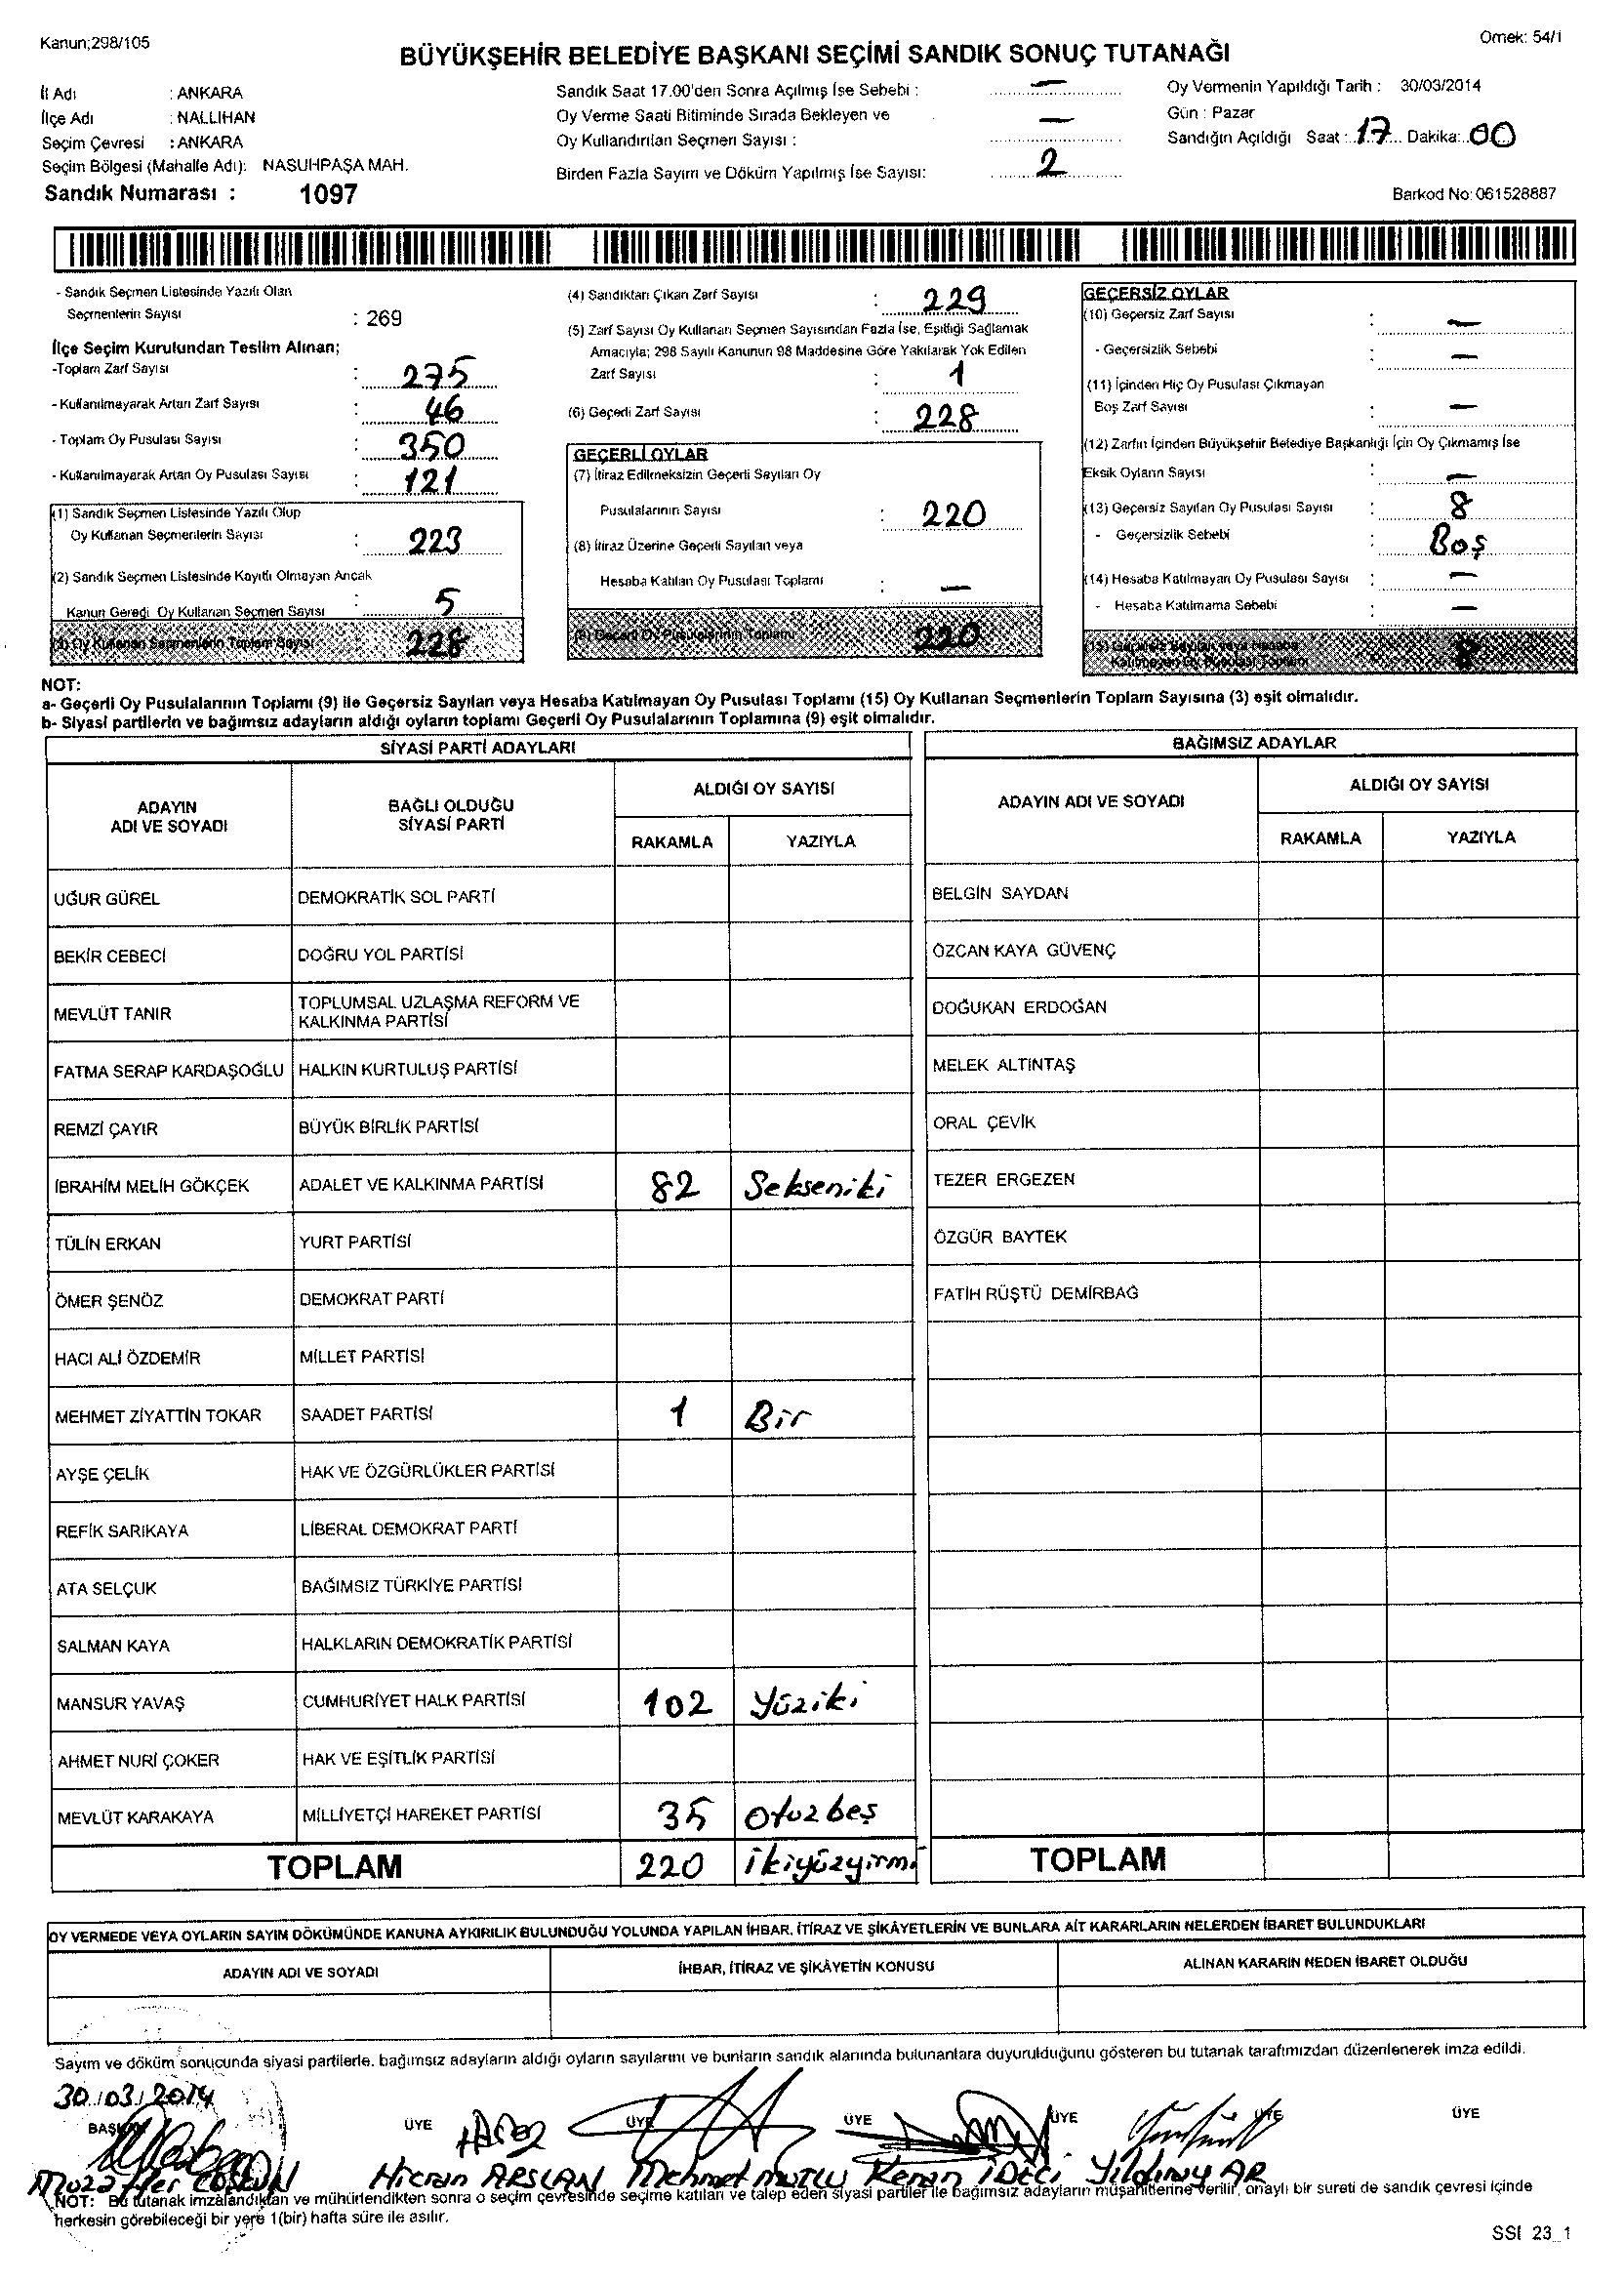 Kanun;298/105
Örnek: 54/1
BÜYÜKŞEHİR BELEDİYE BAŞKANI SEÇİMİ SANDIK SONUÇ TUTANAĞI
İl Adı : ANKARA
İlçe Adı : NALLIHAN
Seçim Çevresi : ANKARA
Seçim Bölgesi (Mahalle Adı): NASUHPAŞA MAH.
Sandık Numarası : 1097
Sandık Saat 17.00'den Sonra Açılmış İse Sebebi : —
Oy Verme Saati Bitiminde Sırada Bekleyen ve
Oy Kullandırılan Seçmen Sayısı : —
Birden Fazla Sayım ve Döküm Yapılmış İse Sayısı: 2
Oy Vermenin Yapıldığı Tarih : 30/03/2014
Gün : Pazar
Sandığın Açıldığı Saat : 17 Dakika: 00
Barkod No: 061528887
- Sandık Seçmen Listesinde Yazılı Olan
Seçmenlerin Sayısı : 269
İlçe Seçim Kurulundan Teslim Alınan;
-Toplam Zarf Sayısı : 275
- Kullanılmayarak Artan Zarf Sayısı : 46
- Toplam Oy Pusulası Sayısı : 350
- Kullanılmayarak Artan Oy Pusulası Sayısı : 121
(1) Sandık Seçmen Listesinde Yazılı Olup
Oy Kullanan Seçmenlerin Sayısı : 223
(2) Sandık Seçmen Listesinde Kayıtlı Olmayan Ancak
Kanun Gereği Oy Kullanan Seçmen Sayısı : 5
(3) Oy Kullanan Seçmenlerin Toplam Sayısı : 228
(4) Sandıktan Çıkan Zarf Sayısı : 229
(5) Zarf Sayısı Oy Kullanan Seçmen Sayısından Fazla İse, Eşitliği Sağlamak
Amacıyla; 298 Sayılı Kanunun 98 Maddesine Göre Yakılarak Yok Edilen
Zarf Sayısı : 1
(6) Geçerli Zarf Sayısı : 228
GEÇERLİ OYLAR
(7) İtiraz Edilmeksizin Geçerli Sayılan Oy
Pusulalarının Sayısı : 220
(8) İtiraz Üzerine Geçerli Sayılan veya
Hesaba Katılan Oy Pusulası Toplamı : —
(9) Geçerli Oy Pusulalarının Toplamı 220
GEÇERSİZ OYLAR
(10) Geçersiz Zarf Sayısı : —
- Geçersizlik Sebebi : —
(11) İçinden Hiç Oy Pusulası Çıkmayan
Boş Zarf Sayısı : —
(12) Zarfın İçinden Büyükşehir Belediye Başkanlığı İçin Oy Çıkmamış İse
Eksik Oyların Sayısı : —
(13) Geçersiz Sayılan Oy Pusulası Sayısı : 8
- Geçersizlik Sebebi : Boş
(14) Hesaba Katılmayan Oy Pusulası Sayısı : —
- Hesaba Katılmama Sebebi : —
(15) Geçersiz Sayılan veya Hesaba
Katılmayan Oy Pusulası Toplamı 8
NOT:
a- Geçerli Oy Pusulalarının Toplamı (9) ile Geçersiz Sayılan veya Hesaba Katılmayan Oy Pusulası Toplamı (15) Oy Kullanan Seçmenlerin Toplam Sayısına (3) eşit olmalıdır.
b- Siyasi partilerin ve bağımsız adayların aldığı oyların toplamı Geçerli Oy Pusulalarının Toplamına (9) eşit olmalıdır.
SİYASİ PARTİ ADAYLARI
ADAYIN ADI VE SOYADI
BAĞLI OLDUĞU SİYASİ PARTİ
ALDIĞI OY SAYISI
RAKAMLA YAZIYLA
UĞUR GÜREL DEMOKRATİK SOL PARTİ
BEKİR CEBECİ DOĞRU YOL PARTİSİ
MEVLÜT TANIR TOPLUMSAL UZLAŞMA REFORM VE
KALKINMA PARTİSİ
FATMA SERAP KARDAŞOĞLU HALKIN KURTULUŞ PARTİSİ
REMZİ ÇAYIR BÜYÜK BİRLİK PARTİSİ
İBRAHİM MELİH GÖKÇEK ADALET VE KALKINMA PARTİSİ 82 Sekseniki
TÜLİN ERKAN YURT PARTİSİ
ÖMER ŞENÖZ DEMOKRAT PARTİ
HACI ALİ ÖZDEMİR MİLLET PARTİSİ
MEHMET ZİYATTİN TOKAR SAADET PARTİSİ 1 Bir
AYŞE ÇELİK HAK VE ÖZGÜRLÜKLER PARTİSİ
REFİK SARIKAYA LİBERAL DEMOKRAT PARTİ
ATA SELÇUK BAĞIMSIZ TÜRKİYE PARTİSİ
SALMAN KAYA HALKLARIN DEMOKRATİK PARTİSİ
MANSUR YAVAŞ CUMHURİYET HALK PARTİSİ 102 Yüziki
AHMET NURİ ÇOKER HAK VE EŞİTLİK PARTİSİ
MEVLÜT KARAKAYA MİLLİYETÇİ HAREKET PARTİSİ 35 Otuzbeş
TOPLAM 220 İkiyüzyirmi
BAĞIMSIZ ADAYLAR
ADAYIN ADI VE SOYADI
ALDIĞI OY SAYISI
RAKAMLA YAZIYLA
BELGİN SAYDAN
ÖZCAN KAYA GÜVENÇ
DOĞUKAN ERDOĞAN
MELEK ALTINTAŞ
ORAL ÇEVİK
TEZER ERGEZEN
ÖZGÜR BAYTEK
FATİH RÜŞTÜ DEMİRBAĞ
TOPLAM
OY VERMEDE VEYA OYLARIN SAYIM DÖKÜMÜNDE KANUNA AYKIRILIK BULUNDUĞU YOLUNDA YAPILAN İHBAR, İTİRAZ VE ŞİKÂYETLERİN VE BUNLARA AİT KARARLARIN NELERDEN İBARET BULUNDUKLARI
ADAYIN ADI VE SOYADI İHBAR, İTİRAZ VE ŞİKÂYETİN KONUSU ALINAN KARARIN NEDEN İBARET OLDUĞU
Sayım ve döküm sonucunda siyasi partilerle, bağımsız adayların aldığı oyların sayılarını ve bunların sandık alanında bulunanlara duyurulduğunu gösteren bu tutanak tarafımızdan düzenlenerek imza edildi.
30/03/2014
BAŞKAN ÜYE ÜYE ÜYE ÜYE ÜYE ÜYE
Muzaffer COŞKUN Hicran ARSLAN Mehmet MUTLU Kenan İDECİ Yıldıray AR
NOT: Bu tutanak imzalandıktan ve mühürlendikten sonra o seçim çevresinde seçime katılan ve talep eden siyasi partiler ile bağımsız adayların müşahitlerine verilir, onaylı bir sureti de sandık çevresi içinde
herkesin görebileceği bir yere 1(bir) hafta süre ile asılır.
SSI 23_1